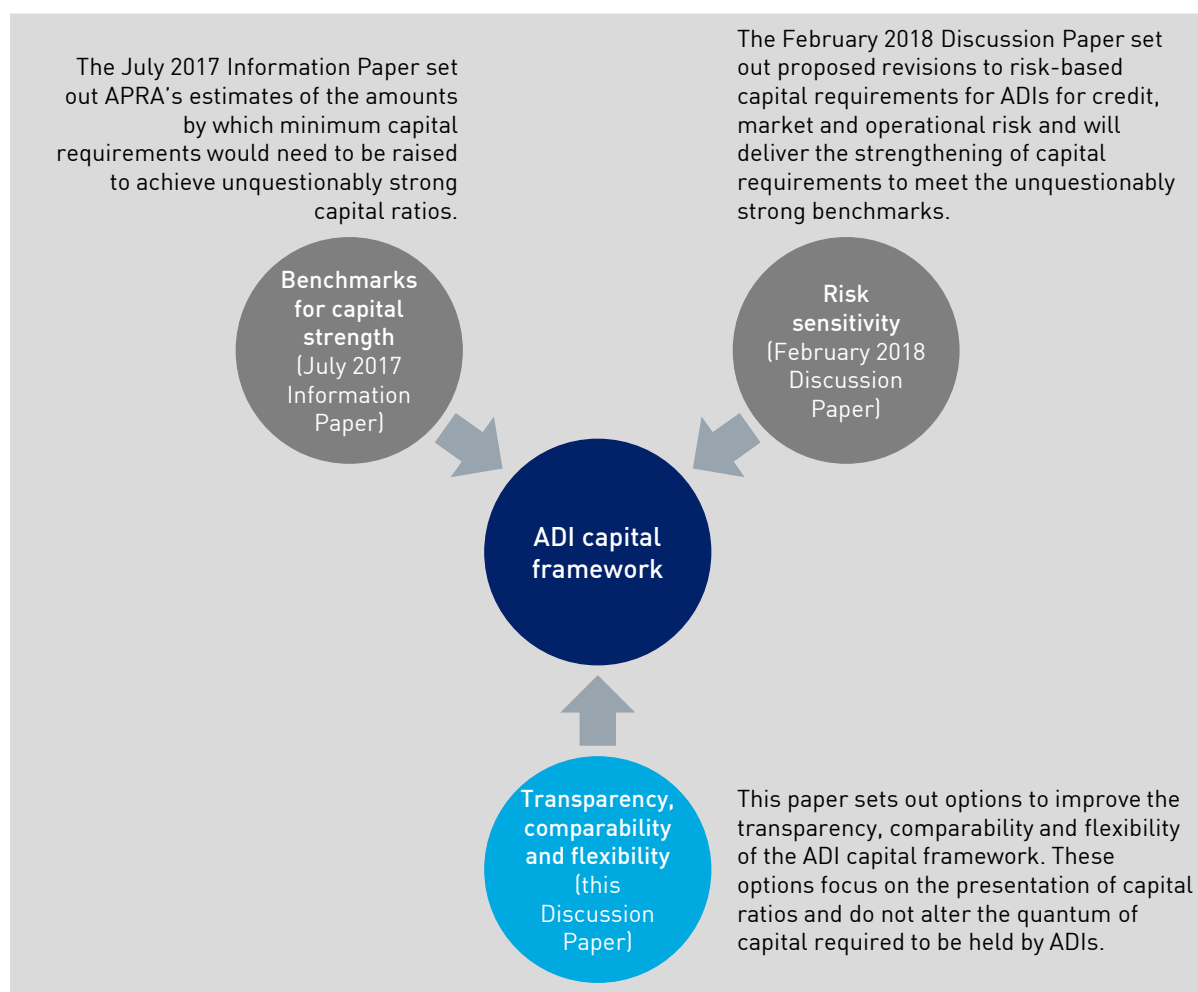 The July 2017 Information Paper set
out APRA's estimates of the amounts
by which minimum capital
requirements would need to be raised
to achieve unquestionably strong
capital ratios.
The February 2018 Discussion Paper set
out proposed revisions to risk-based
capital requirements for ADIs for credit,
market and operational risk and will
deliver the strengthening of capital
requirements to meet the unquestionably
strong benchmarks.
Benchmarks
for capital
strength
(July 2017
Information
Paper)
Risk
sensitivity
(February 2018
Discussion
Paper)
ADI capital
framework
Transparency,
comparability
and flexibility
(this
Discussion
Paper)
This paper sets out options to improve the
transparency, comparability and flexibility
of the ADI capital framework. These
options focus on the presentation of capital
ratios and do not alter the quantum of
capital required to be held by ADIs.